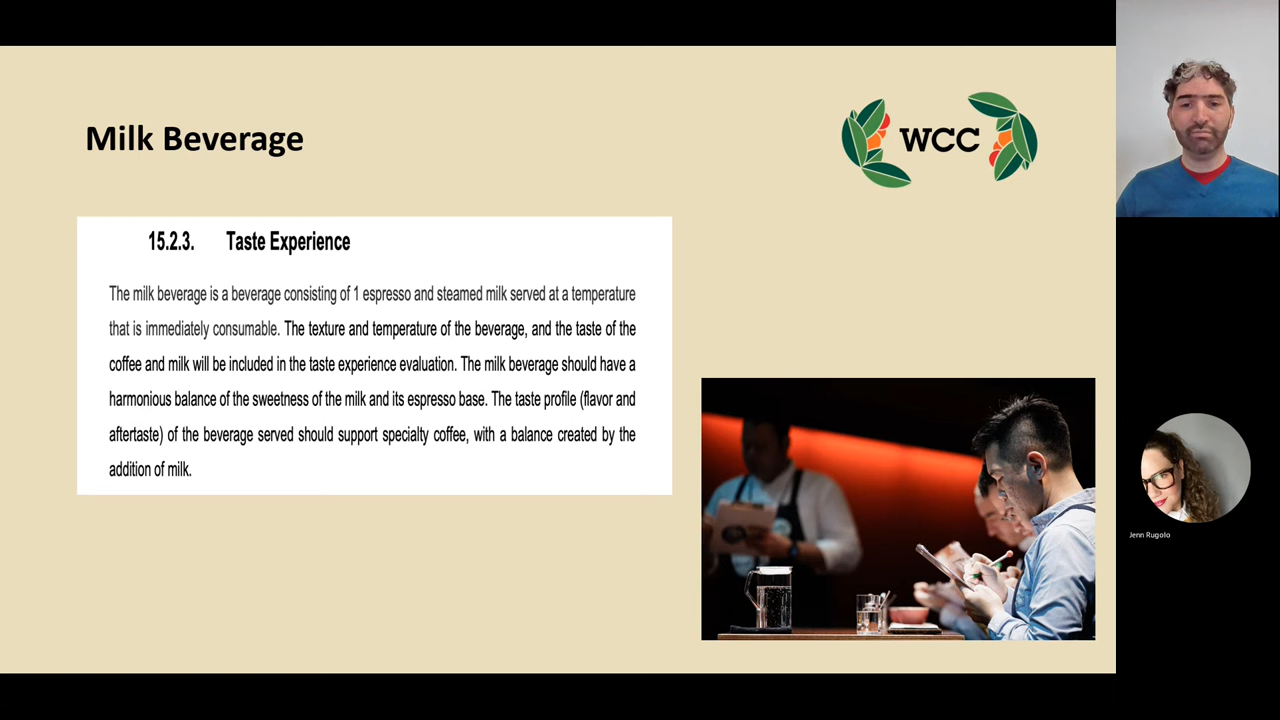 Milk Beverage
WCC
15.2.3. Taste Experience
The milk beverage is a beverage consisting of 1 espresso and steamed milk served at a temperature
that is immediately consumable. The texture and temperature of the beverage, and the taste of the
coffee and milk will be included in the taste experience evaluation. The milk beverage should have a
harmonious balance of the sweetness of the milk and its espresso base. The taste profile (flavor and
aftertaste) of the beverage served should support specialty coffee, with a balance created by the
addition of milk.
Jenn Rugolo